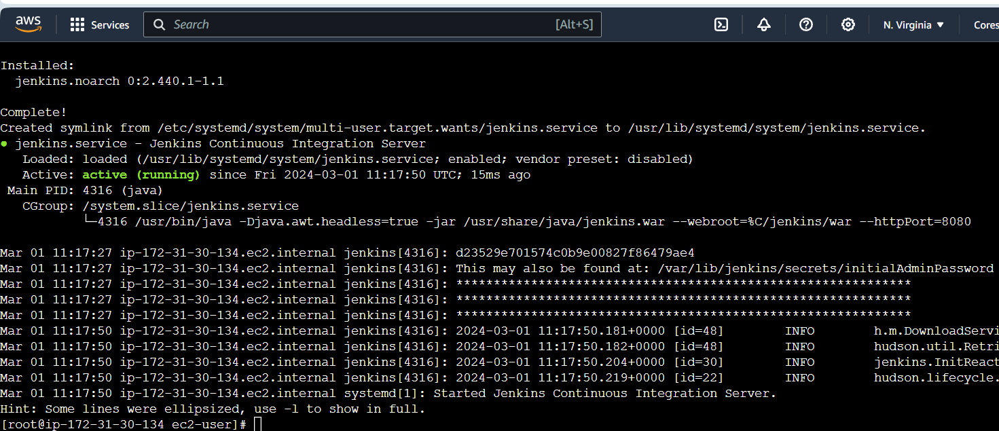 aws Services Search [Alt+S] N. Virginia Cores
Installed:
jenkins.noarch 0:2.440.1-1.1
Complete!
Created symlink from /etc/systemd/system/multi-user.target.wants/jenkins.service to /usr/lib/systemd/system/jenkins.service.
● jenkins.service - Jenkins Continuous Integration Server
Loaded: loaded (/usr/lib/systemd/system/jenkins.service; enabled; vendor preset: disabled)
Active: active (running) since Fri 2024-03-01 11:17:50 UTC; 15ms ago
Main PID: 4316 (java)
CGroup: /system.slice/jenkins.service
└─4316 /usr/bin/java -Djava.awt.headless=true -jar /usr/share/java/jenkins.war --webroot=%C/jenkins/war --httpPort=8080
Mar 01 11:17:27 ip-172-31-30-134.ec2.internal jenkins[4316]: d23529e701574c0b9e00827f86479ae4
Mar 01 11:17:27 ip-172-31-30-134.ec2.internal jenkins[4316]: This may also be found at: /var/lib/jenkins/secrets/initialAdminPassword
Mar 01 11:17:27 ip-172-31-30-134.ec2.internal jenkins[4316]: *************************************************************
Mar 01 11:17:27 ip-172-31-30-134.ec2.internal jenkins[4316]: *************************************************************
Mar 01 11:17:27 ip-172-31-30-134.ec2.internal jenkins[4316]: *************************************************************
Mar 01 11:17:50 ip-172-31-30-134.ec2.internal jenkins[4316]: 2024-03-01 11:17:50.181+0000 [id=48] INFO h.m.DownloadServi
Mar 01 11:17:50 ip-172-31-30-134.ec2.internal jenkins[4316]: 2024-03-01 11:17:50.182+0000 [id=48] INFO hudson.util.Retri
Mar 01 11:17:50 ip-172-31-30-134.ec2.internal jenkins[4316]: 2024-03-01 11:17:50.204+0000 [id=30] INFO jenkins.InitReact
Mar 01 11:17:50 ip-172-31-30-134.ec2.internal jenkins[4316]: 2024-03-01 11:17:50.219+0000 [id=22] INFO hudson.lifecycle.
Mar 01 11:17:50 ip-172-31-30-134.ec2.internal systemd[1]: Started Jenkins Continuous Integration Server.
Hint: Some lines were ellipsized, use -l to show in full.
[root@ip-172-31-30-134 ec2-user]#